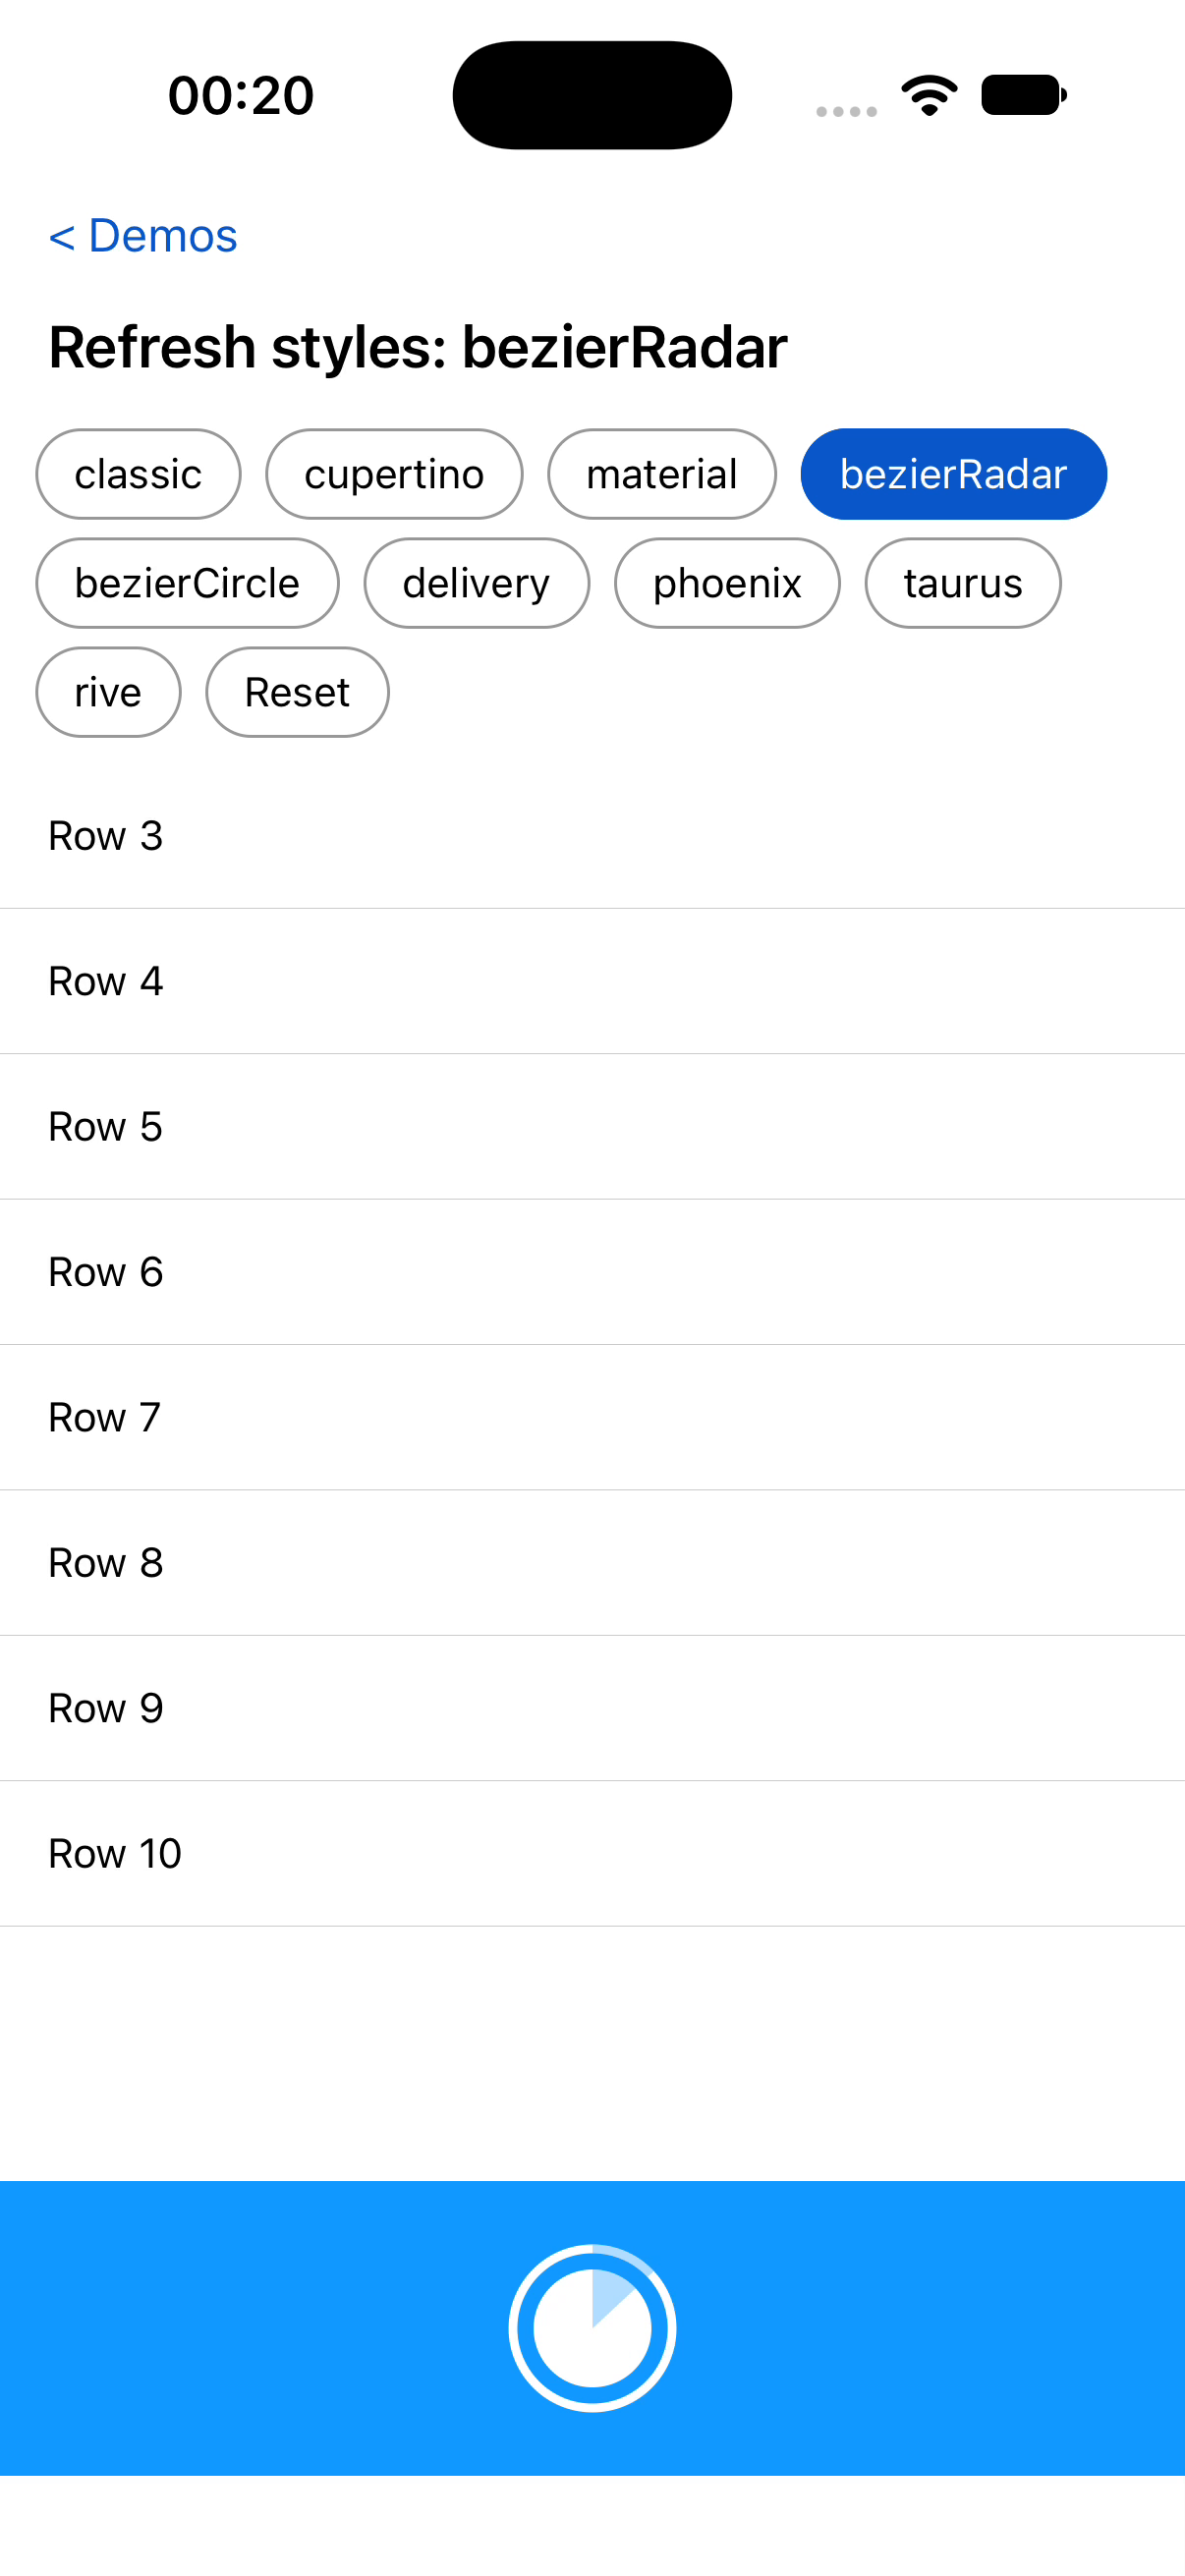 00:20
< Demos
Refresh styles: bezierRadar
classic cupertino material bezierRadar
bezierCircle delivery phoenix taurus
rive Reset
Row 3
Row 4
Row 5
Row 6
Row 7
Row 8
Row 9
Row 10